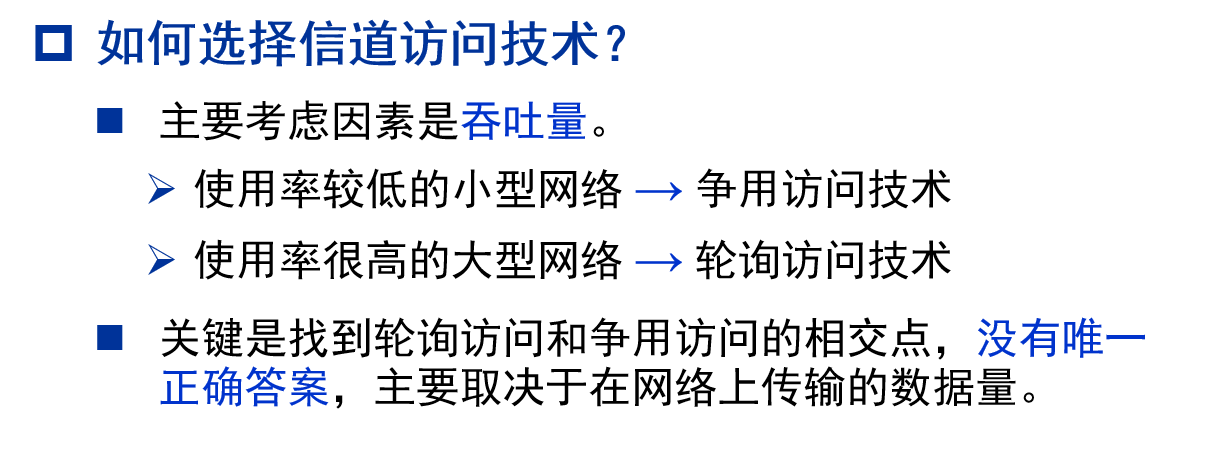 如何选择信道访问技术？
主要考虑因素是吞吐量。
使用率较低的小型网络 → 争用访问技术
使用率很高的大型网络 → 轮询访问技术
关键是找到轮询访问和争用访问的相交点，没有唯一
正确答案，主要取决于在网络上传输的数据量。